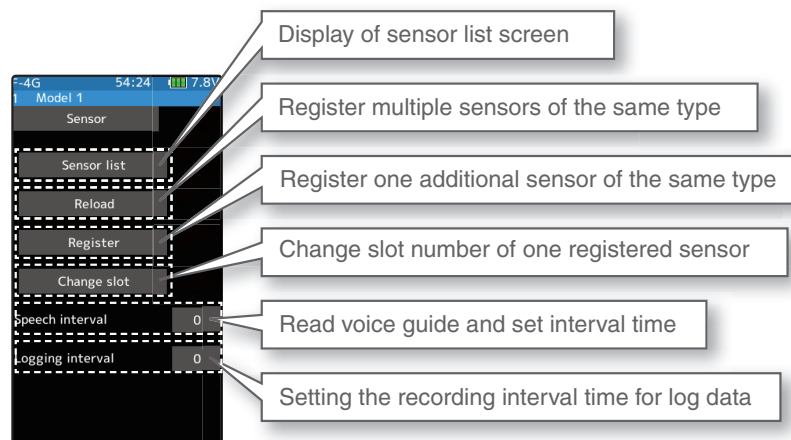 Display of sensor list screen
F-4G 54:24 7.8V
1 Model 1
Sensor
Register multiple sensors of the same type
Sensor list
Register one additional sensor of the same type
Reload
Register
Change slot number of one registered sensor
Change slot
Speech interval 0
Read voice guide and set interval time
Logging interval 0
Setting the recording interval time for log data